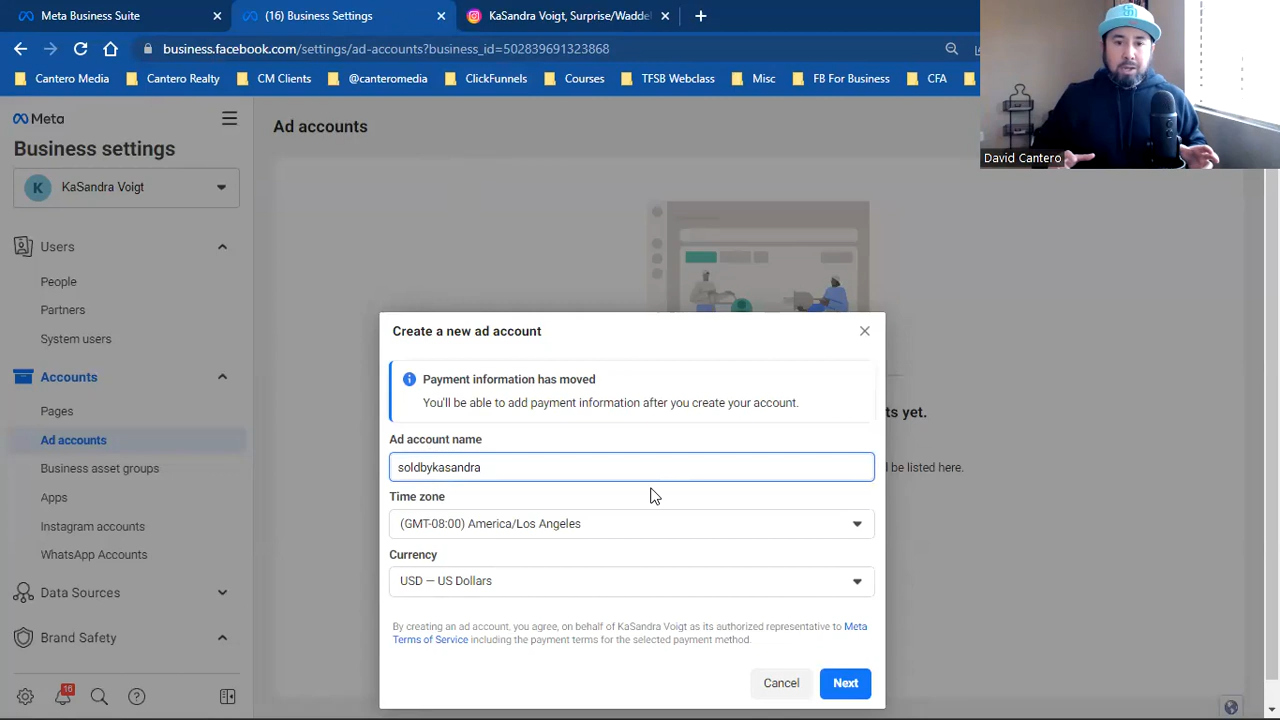 Meta Business Suite
(16) Business Settings
KaSandra Voigt, Surprise/Waddel
business.facebook.com/settings/ad-accounts?business_id=502839691323868
Cantero Media
Cantero Realty
CM Clients
@canteromedia
ClickFunnels
Courses
TFSB Webclass
Misc
FB For Business
CFA
David Cantero
Meta
Business settings
K
KaSandra Voigt
Users
People
Partners
System users
Accounts
Pages
Ad accounts
Business asset groups
Apps
Instagram accounts
WhatsApp Accounts
Data Sources
Brand Safety
16
Ad accounts
ts yet.
d be listed here.
Create a new ad account
Payment information has moved
You'll be able to add payment information after you create your account.
Ad account name
soldbykasandra
Time zone
(GMT-08:00) America/Los Angeles
Currency
USD — US Dollars
By creating an ad account, you agree, on behalf of KaSandra Voigt as its authorized representative to Meta
Terms of Service including the payment terms for the selected payment method.
Cancel
Next